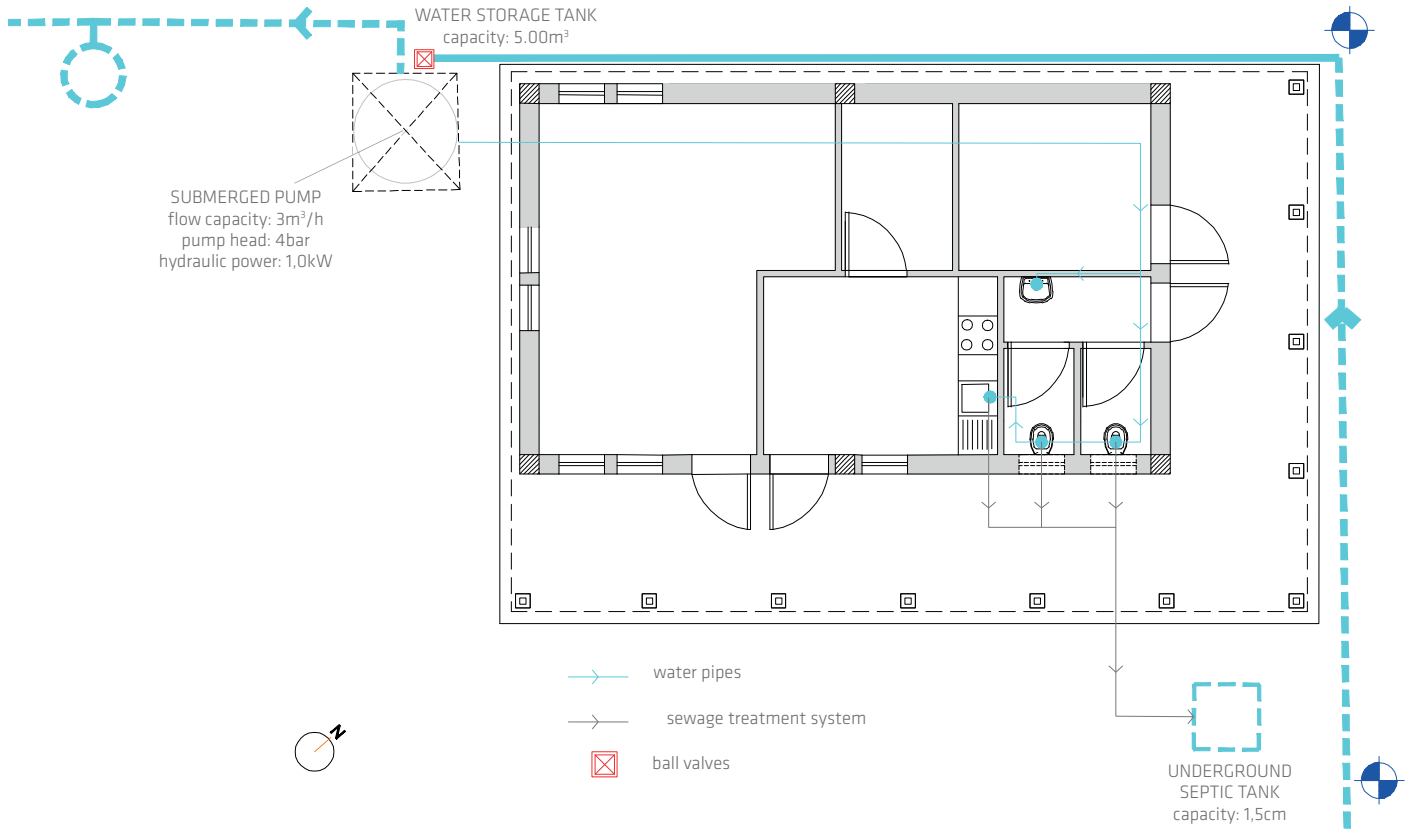 WATER STORAGE TANK
capacity: 5.00m³
SUBMERGED PUMP
flow capacity: 3m³/h
pump head: 4bar
hydraulic power: 1,0kW
water pipes
sewage treatment system
ball valves
N
UNDERGROUND
SEPTIC TANK
capacity: 1,5cm